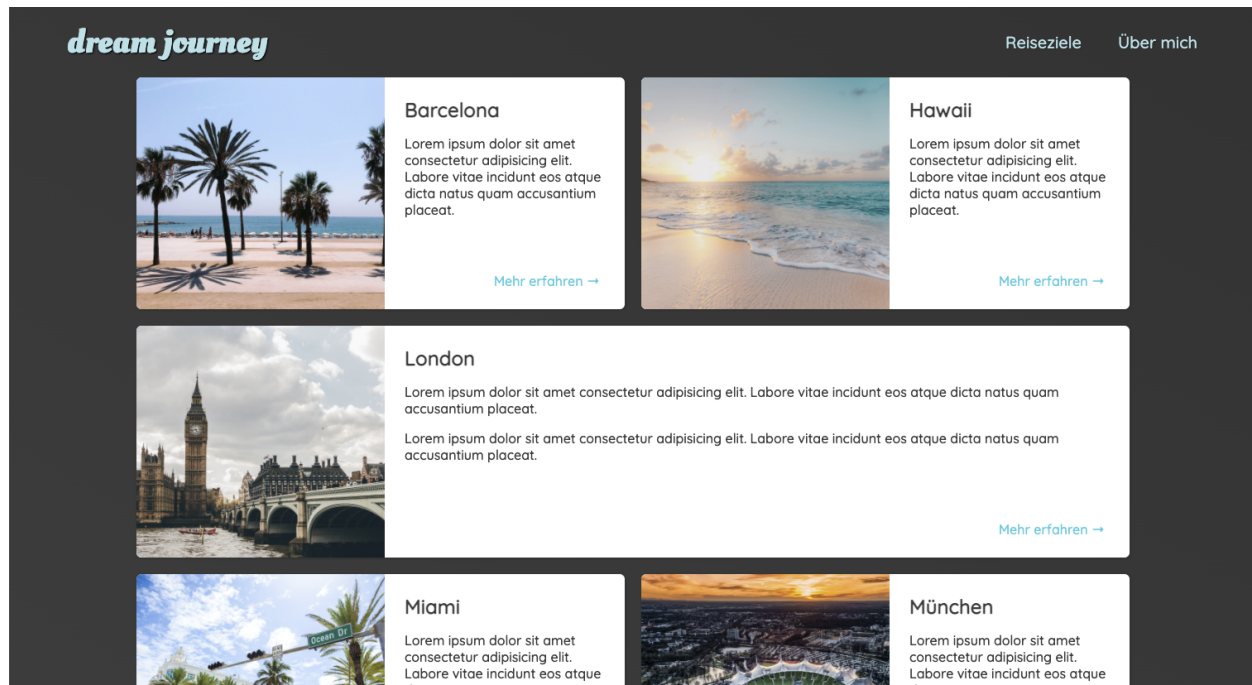 dream journey
Reiseziele Über mich
Barcelona
Lorem ipsum dolor sit amet
consectetur adipisicing elit.
Labore vitae incidunt eos atque
dicta natus quam accusantium
placeat.
Mehr erfahren →
Hawaii
Lorem ipsum dolor sit amet
consectetur adipisicing elit.
Labore vitae incidunt eos atque
dicta natus quam accusantium
placeat.
Mehr erfahren →
London
Lorem ipsum dolor sit amet consectetur adipisicing elit. Labore vitae incidunt eos atque dicta natus quam
accusantium placeat.
Lorem ipsum dolor sit amet consectetur adipisicing elit. Labore vitae incidunt eos atque dicta natus quam
accusantium placeat.
Mehr erfahren →
Ocean Dr
Miami
Lorem ipsum dolor sit amet
consectetur adipisicing elit.
Labore vitae incidunt eos atque
München
Lorem ipsum dolor sit amet
consectetur adipisicing elit.
Labore vitae incidunt eos atque